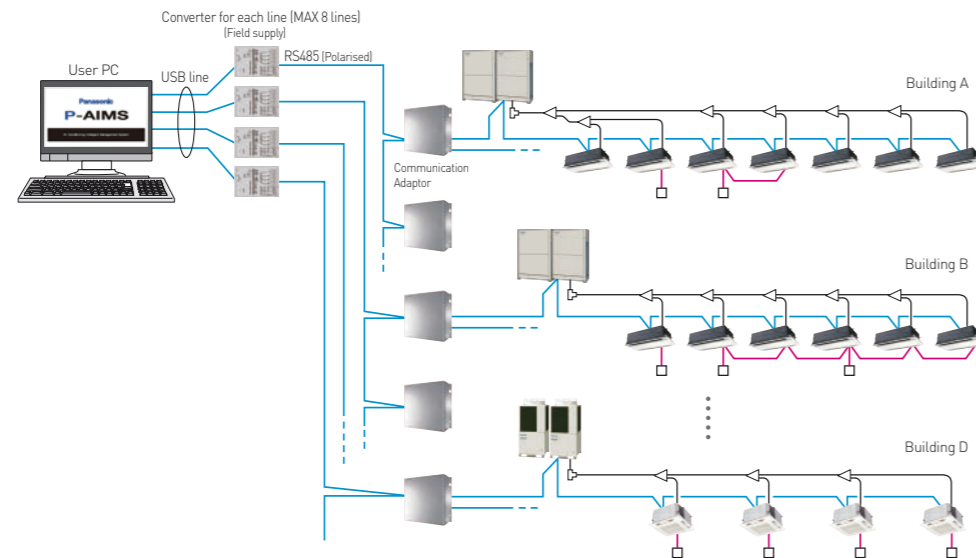 Converter for each line (MAX 8 lines)
(Field supply)
RS485 (Polarised)
User PC
USB line
Panasonic
P-AIMS
Building A
Communication
Adaptor
Building B
Building D